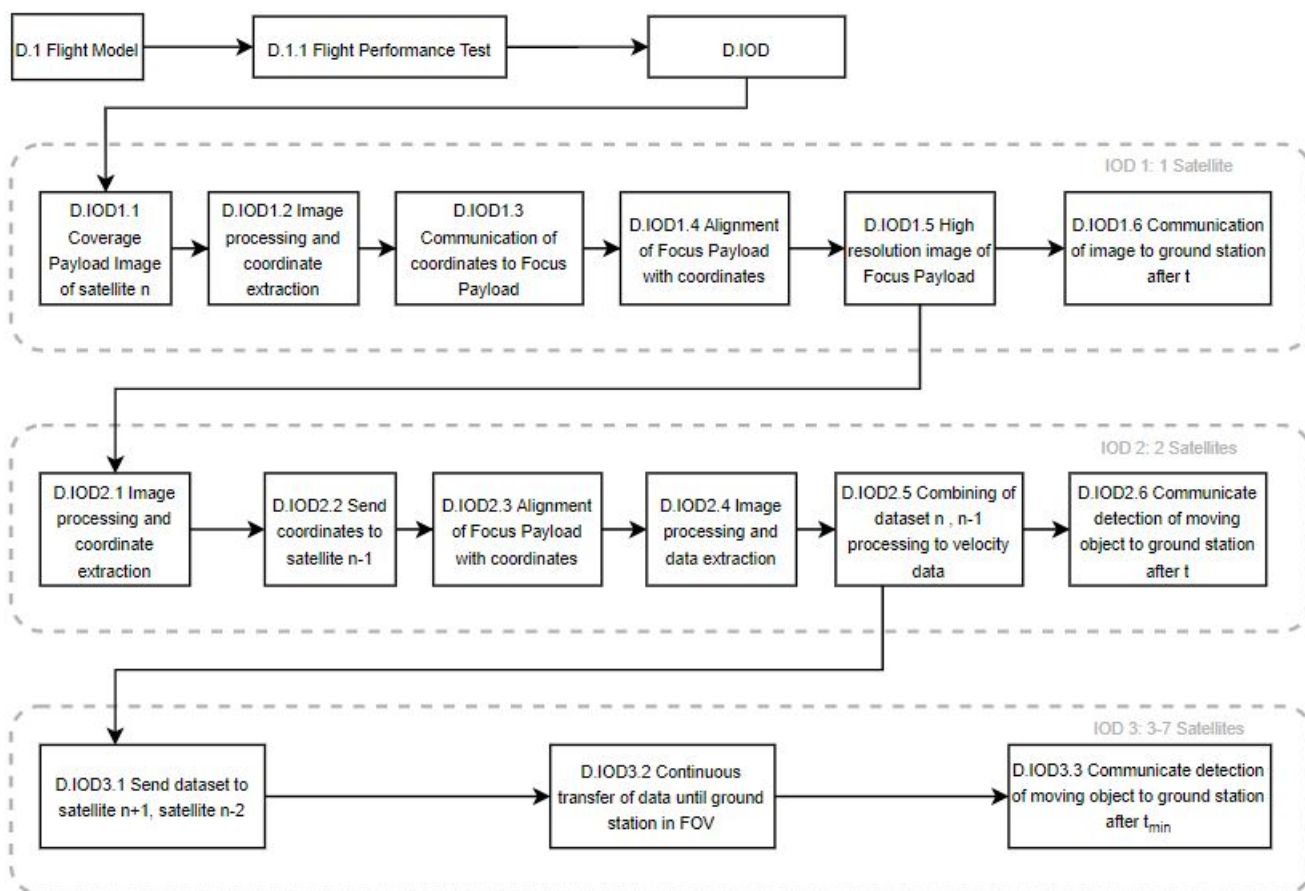 D.1 Flight Model
D.1.1 Flight Performance Test
D.IOD
IOD 1: 1 Satellite
D.IOD1.1
Coverage
Payload Image
of satellite n
D.IOD1.2 Image
processing and
coordinate
extraction
D.IOD1.3
Communication of
coordinates to Focus
Payload
D.IOD1.4 Alignment
of Focus Payload
with coordinates
D.IOD1.5 High
resolution image of
Focus Payload
D.IOD1.6 Communication
of image to ground station
after t
IOD 2: 2 Satellites
D.IOD2.1 Image
processing and
coordinate
extraction
D.IOD2.2 Send
coordinates to
satellite n-1
D.IOD2.3 Alignment
of Focus Payload
with coordinates
D.IOD2.4 Image
processing and
data extraction
D.IOD2.5 Combining of
dataset n , n-1
processing to velocity
data
D.IOD2.6 Communicate
detection of moving
object to ground station
after t
IOD 3: 3-7 Satellites
D.IOD3.1 Send dataset to
satellite n+1, satellite n-2
D.IOD3.2 Continuous
transfer of data until ground
station in FOV
D.IOD3.3 Communicate detection
of moving object to ground station
after tmin